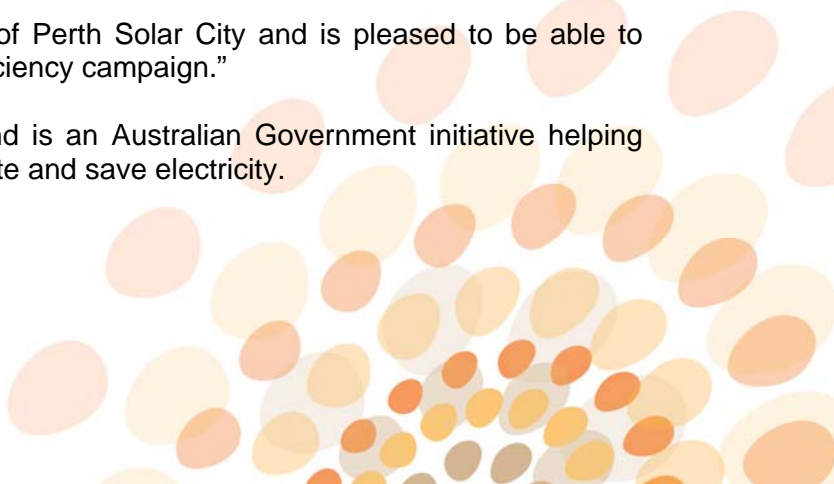 of Perth Solar City and is pleased to be able to
ciency campaign.”
nd is an Australian Government initiative helping
te and save electricity.